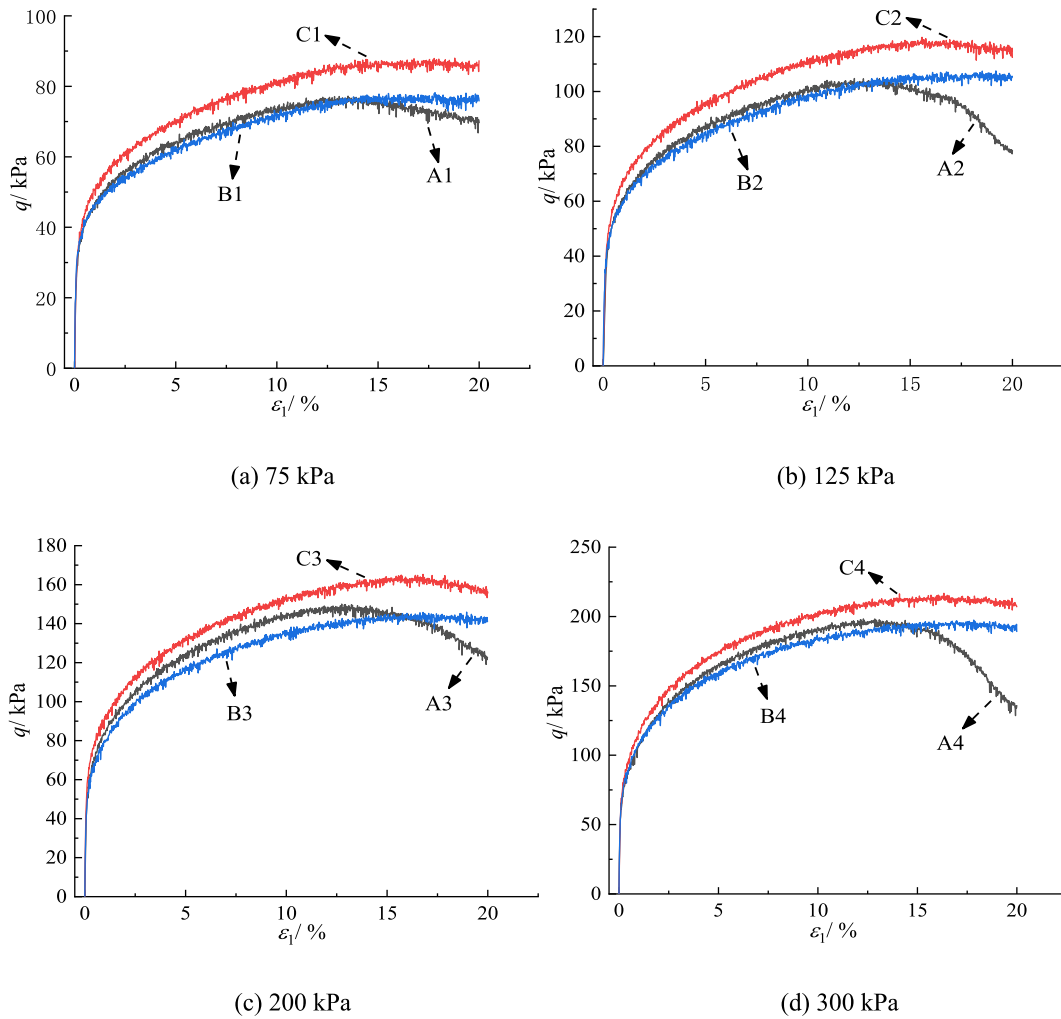 100
80
60
40
20
0
q/ kPa
C1
B1
A1
0
5
10
15
20
ε1/ %
(a) 75 kPa
120
100
80
60
40
20
0
q/ kPa
C2
B2
A2
0
5
10
15
20
ε1/ %
(b) 125 kPa
180
160
140
120
100
80
60
40
20
0
q/ kPa
C3
B3
A3
0
5
10
15
20
ε1/ %
(c) 200 kPa
250
200
150
100
50
0
q/ kPa
C4
B4
A4
0
5
10
15
20
ε1/ %
(d) 300 kPa